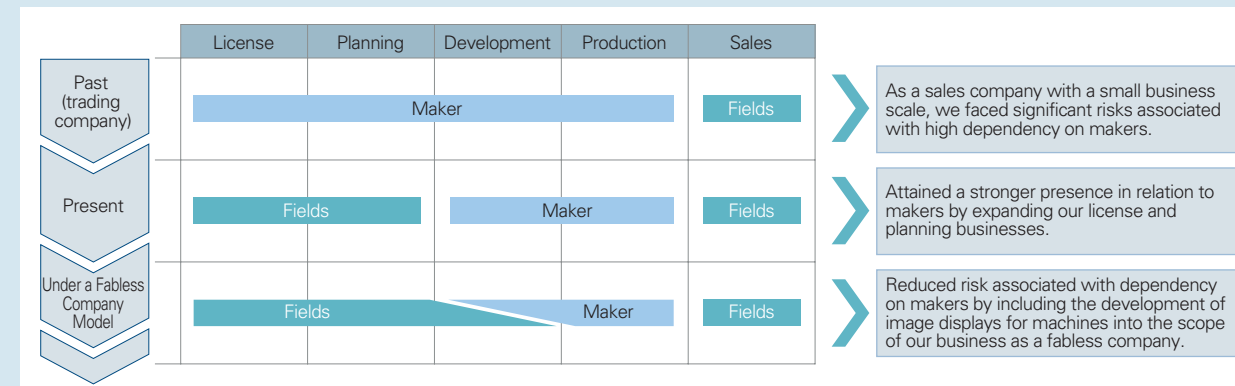 License Planning Development Production Sales
Past
(trading
company)
Maker
Fields
As a sales company with a small business
scale, we faced significant risks associated
with high dependency on makers.
Present
Fields
Maker
Fields
Attained a stronger presence in relation to
makers by expanding our license and
planning businesses.
Under a Fabless
Company
Model
Fields
Maker
Fields
Reduced risk associated with dependency
on makers by including the development of
image displays for machines into the scope
of our business as a fabless company.